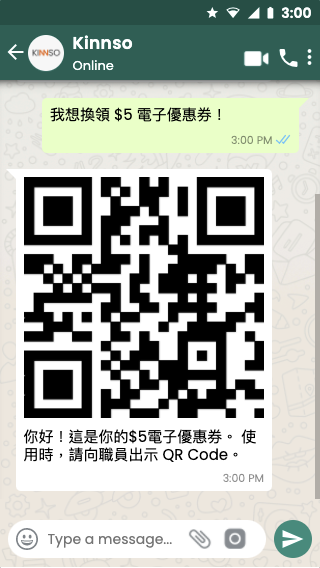 3:00
KINNSO
Kinnso
Online
我想換領 $5 電子優惠券！
3:00 PM
你好！這是你的$5電子優惠券。 使
用時，請向職員出示 QR Code。
3:00 PM
Type a message...